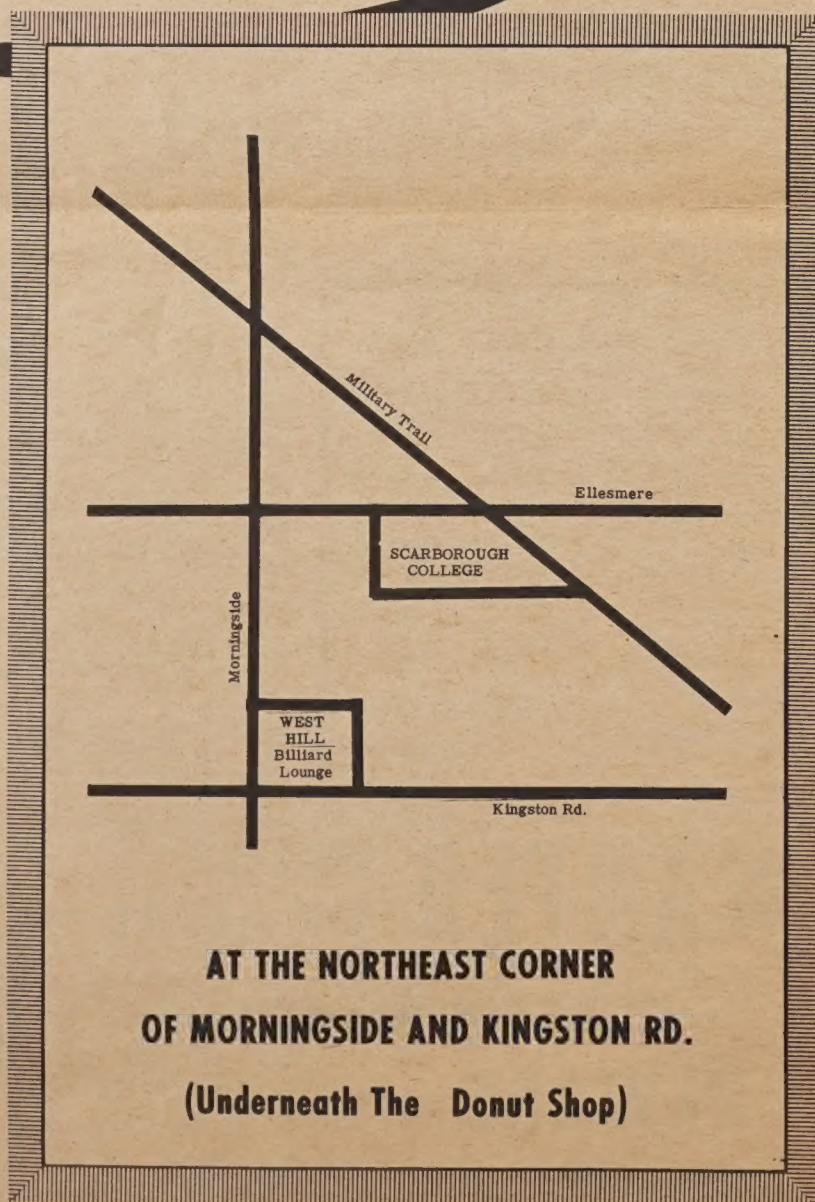 Military Trail
Ellesmere
SCARBOROUGH
COLLEGE
Morningside
WEST
HILL
Billiard
Lounge
Kingston Rd.
AT THE NORTHEAST CORNER
OF MORNINGSIDE AND KINGSTON RD.
(Underneath The Donut Shop)